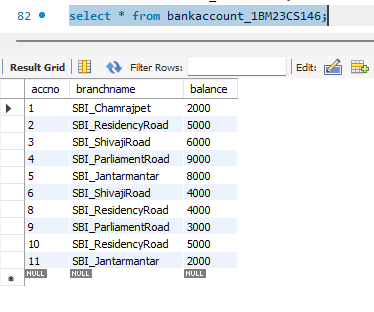 82 select * from bankaccount_1BM23CS146;
Result Grid Filter Rows: Edit:
accno branchname balance
1 SBI_Chamrajpet 2000
2 SBI_ResidencyRoad 5000
3 SBI_ShivajiRoad 6000
4 SBI_ParliamentRoad 9000
5 SBI_Jantarmantar 8000
6 SBI_ShivajiRoad 4000
8 SBI_ResidencyRoad 4000
9 SBI_ParliamentRoad 3000
10 SBI_ResidencyRoad 5000
11 SBI_Jantarmantar 2000
NULL NULL NULL